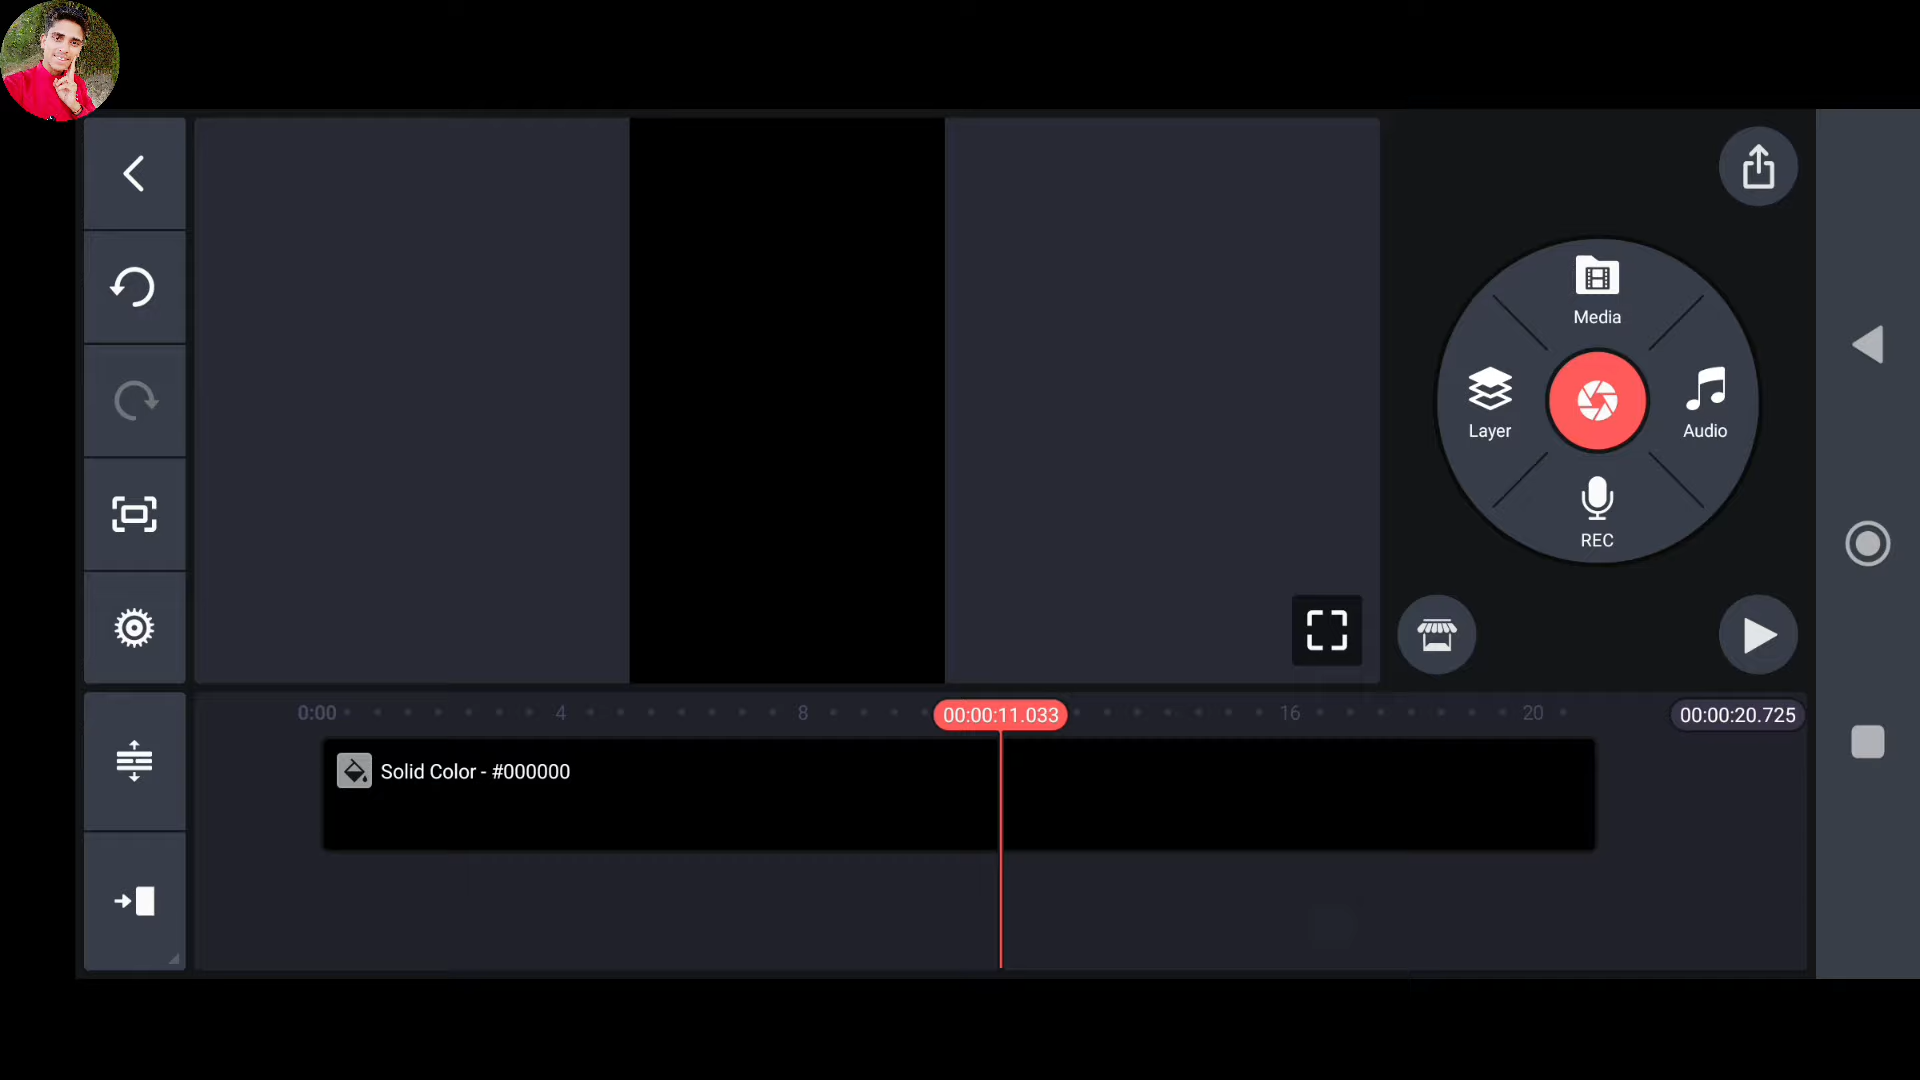 Media
Layer
Audio
REC
0:00
4
8
00:00:11.033
16
20
00:00:20.725
Solid Color - #000000